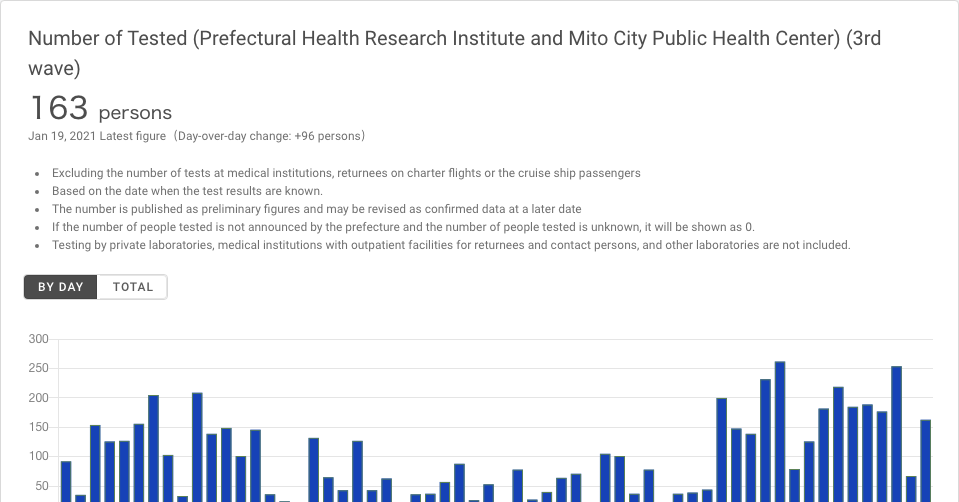 Number of Tested (Prefectural Health Research Institute and Mito City Public Health Center) (3rd
wave)
163 persons
Jan 19, 2021 Latest figure（Day-over-day change: +96 persons）
• Excluding the number of tests at medical institutions, returnees on charter flights or the cruise ship passengers
• Based on the date when the test results are known.
• The number is published as preliminary figures and may be revised as confirmed data at a later date
• If the number of people tested is not announced by the prefecture and the number of people tested is unknown, it will be shown as 0.
• Testing by private laboratories, medical institutions with outpatient facilities for returnees and contact persons, and other laboratories are not included.
BY DAY TOTAL
300
250
200
150
100
50